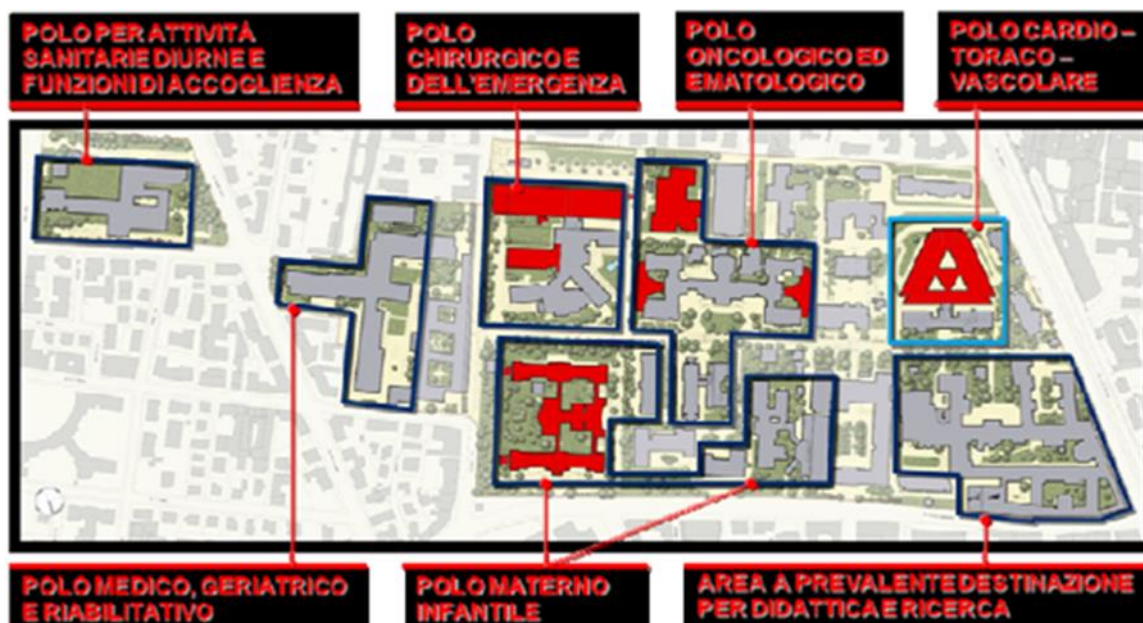 POLO PER ATTIVITÀ
SANITARIE DIURNE E
FUNZIONI DI ACCOGLIENZA
POLO
CHIRURGICO E
DELL'EMERGENZA
POLO
ONCOLOGICO ED
EMATOLOGICO
POLO CARDIO –
TORACO –
VASCOLARE
POLO MEDICO, GERIATRICO
E RIABILITATIVO
POLO MATERNO
INFANTILE
AREA A PREVALENTE DESTINAZIONE
PER DIDATTICA E RICERCA